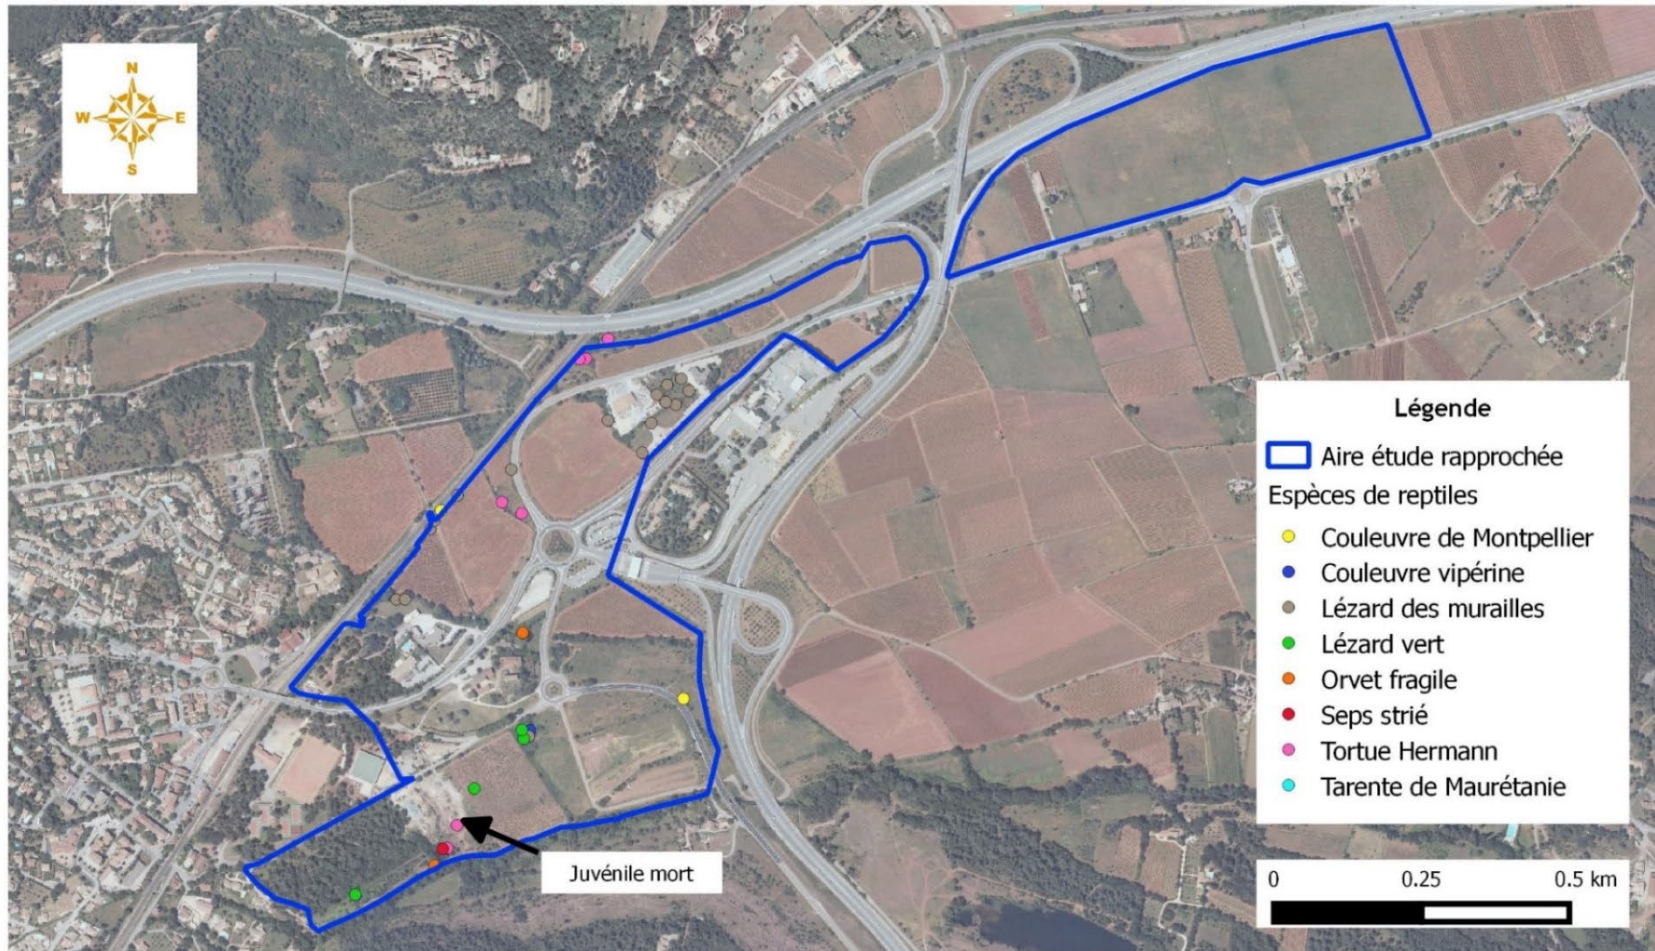 N
W E
S
Légende
Aire étude rapprochée
Espèces de reptiles
Couleuvre de Montpellier
Couleuvre vipérine
Lézard des murailles
Lézard vert
Orvet fragile
Seps strié
Tortue Hermann
Tarente de Maurétanie
Juvénile mort
0 0.25 0.5 km